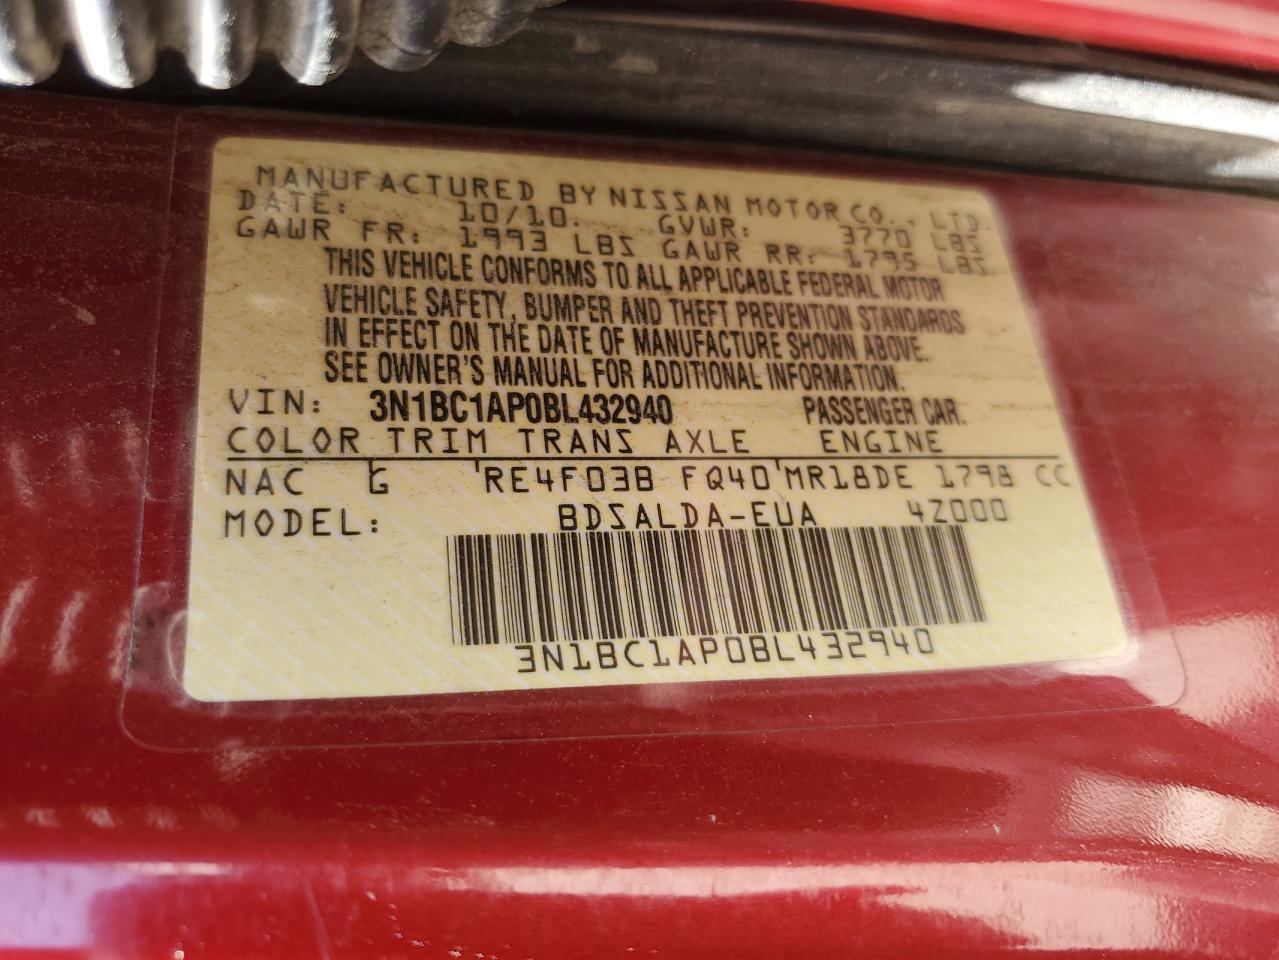 MANUFACTURED BY NISSAN MOTOR CO., LTD.
DATE: 10/10. GVWR: 3770 LBS
GAWR FR: 1993 LBS GAWR RR: 1795 LBS
THIS VEHICLE CONFORMS TO ALL APPLICABLE FEDERAL MOTOR
VEHICLE SAFETY, BUMPER AND THEFT PREVENTION STANDARDS
IN EFFECT ON THE DATE OF MANUFACTURE SHOWN ABOVE.
SEE OWNER'S MANUAL FOR ADDITIONAL INFORMATION.
VIN: 3N1BC1AP0BL432940 PASSENGER CAR.
COLOR TRIM TRANS AXLE ENGINE
NAC G RE4F03B FQ40 MR18DE 1798 CC
MODEL: BDSALDA-EUA 4Z000
3N1BC1AP0BL432940